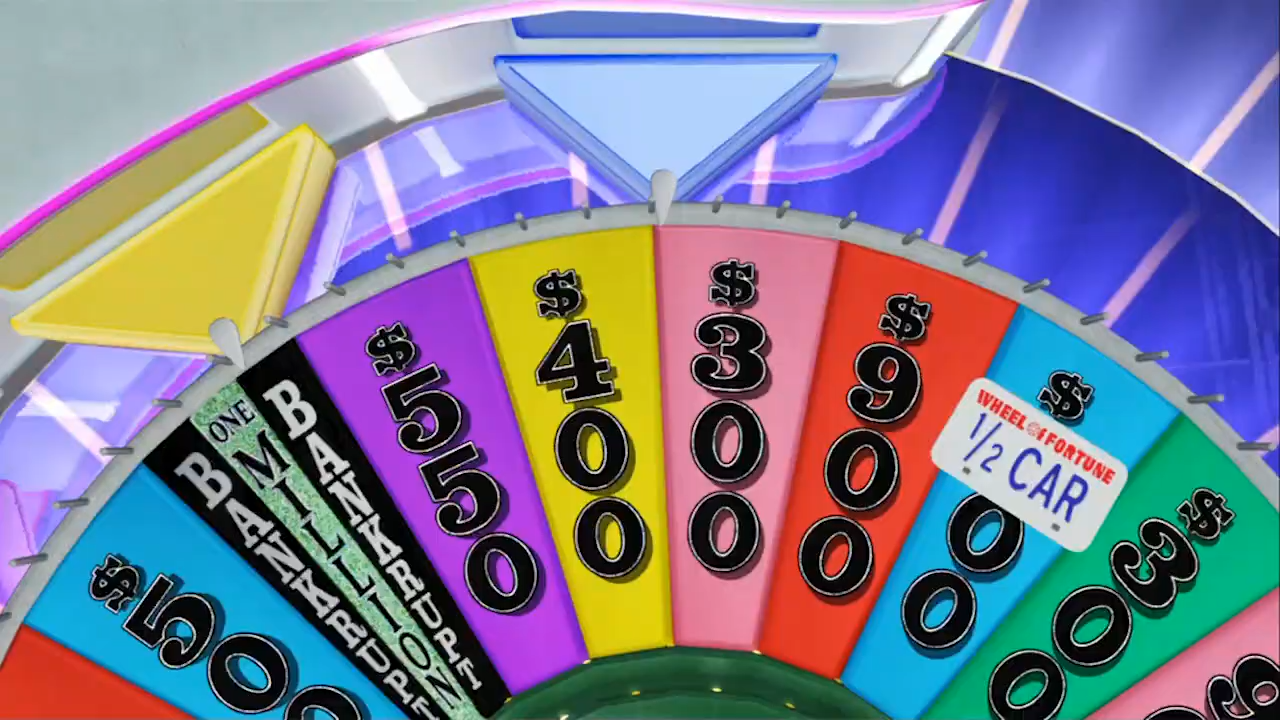 $500
BANKRUPT
ONE MILLION
BANKRUPT
$550
$400
$300
$900
$
WHEEL OF FORTUNE
1/2 CAR
00
$300